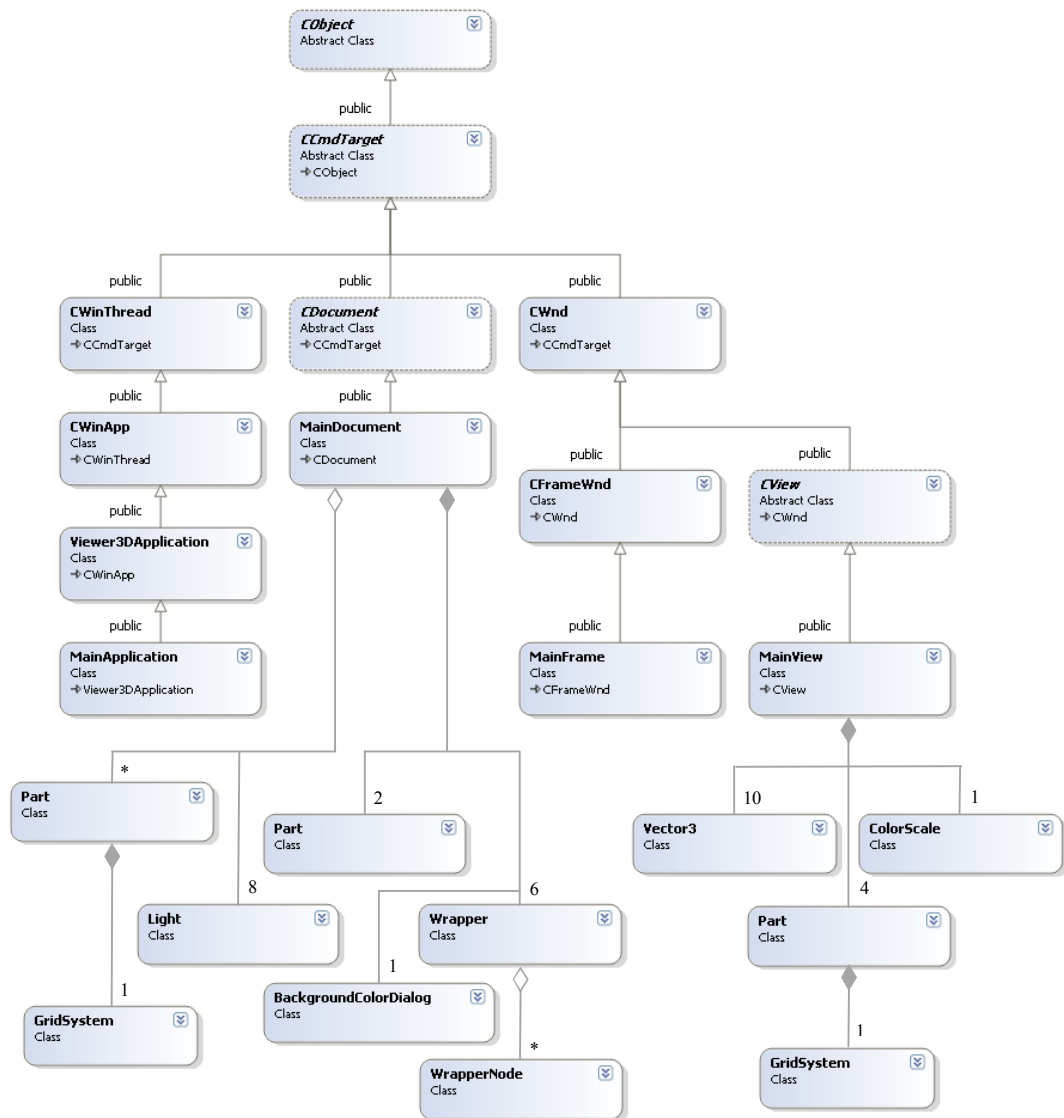 CObject
Abstract Class
public
CCmdTarget
Abstract Class
CObject
public
public
public
CWinThread
Class
CCmdTarget
CDocument
Abstract Class
CCmdTarget
CWnd
Class
CCmdTarget
public
public
CWinApp
Class
CWinThread
MainDocument
Class
CDocument
public
public
CFrameWnd
Class
CWnd
CView
Abstract Class
CWnd
public
Viewer3DApplication
Class
CWinApp
public
public
public
MainApplication
Class
Viewer3DApplication
MainFrame
Class
CFrameWnd
MainView
Class
CView
*
Part
Class
2
Part
Class
10
Vector3
Class
1
ColorScale
Class
8
Light
Class
6
Wrapper
Class
4
Part
Class
1
GridSystem
Class
1
BackgroundColorDialog
Class
*
WrapperNode
Class
1
GridSystem
Class